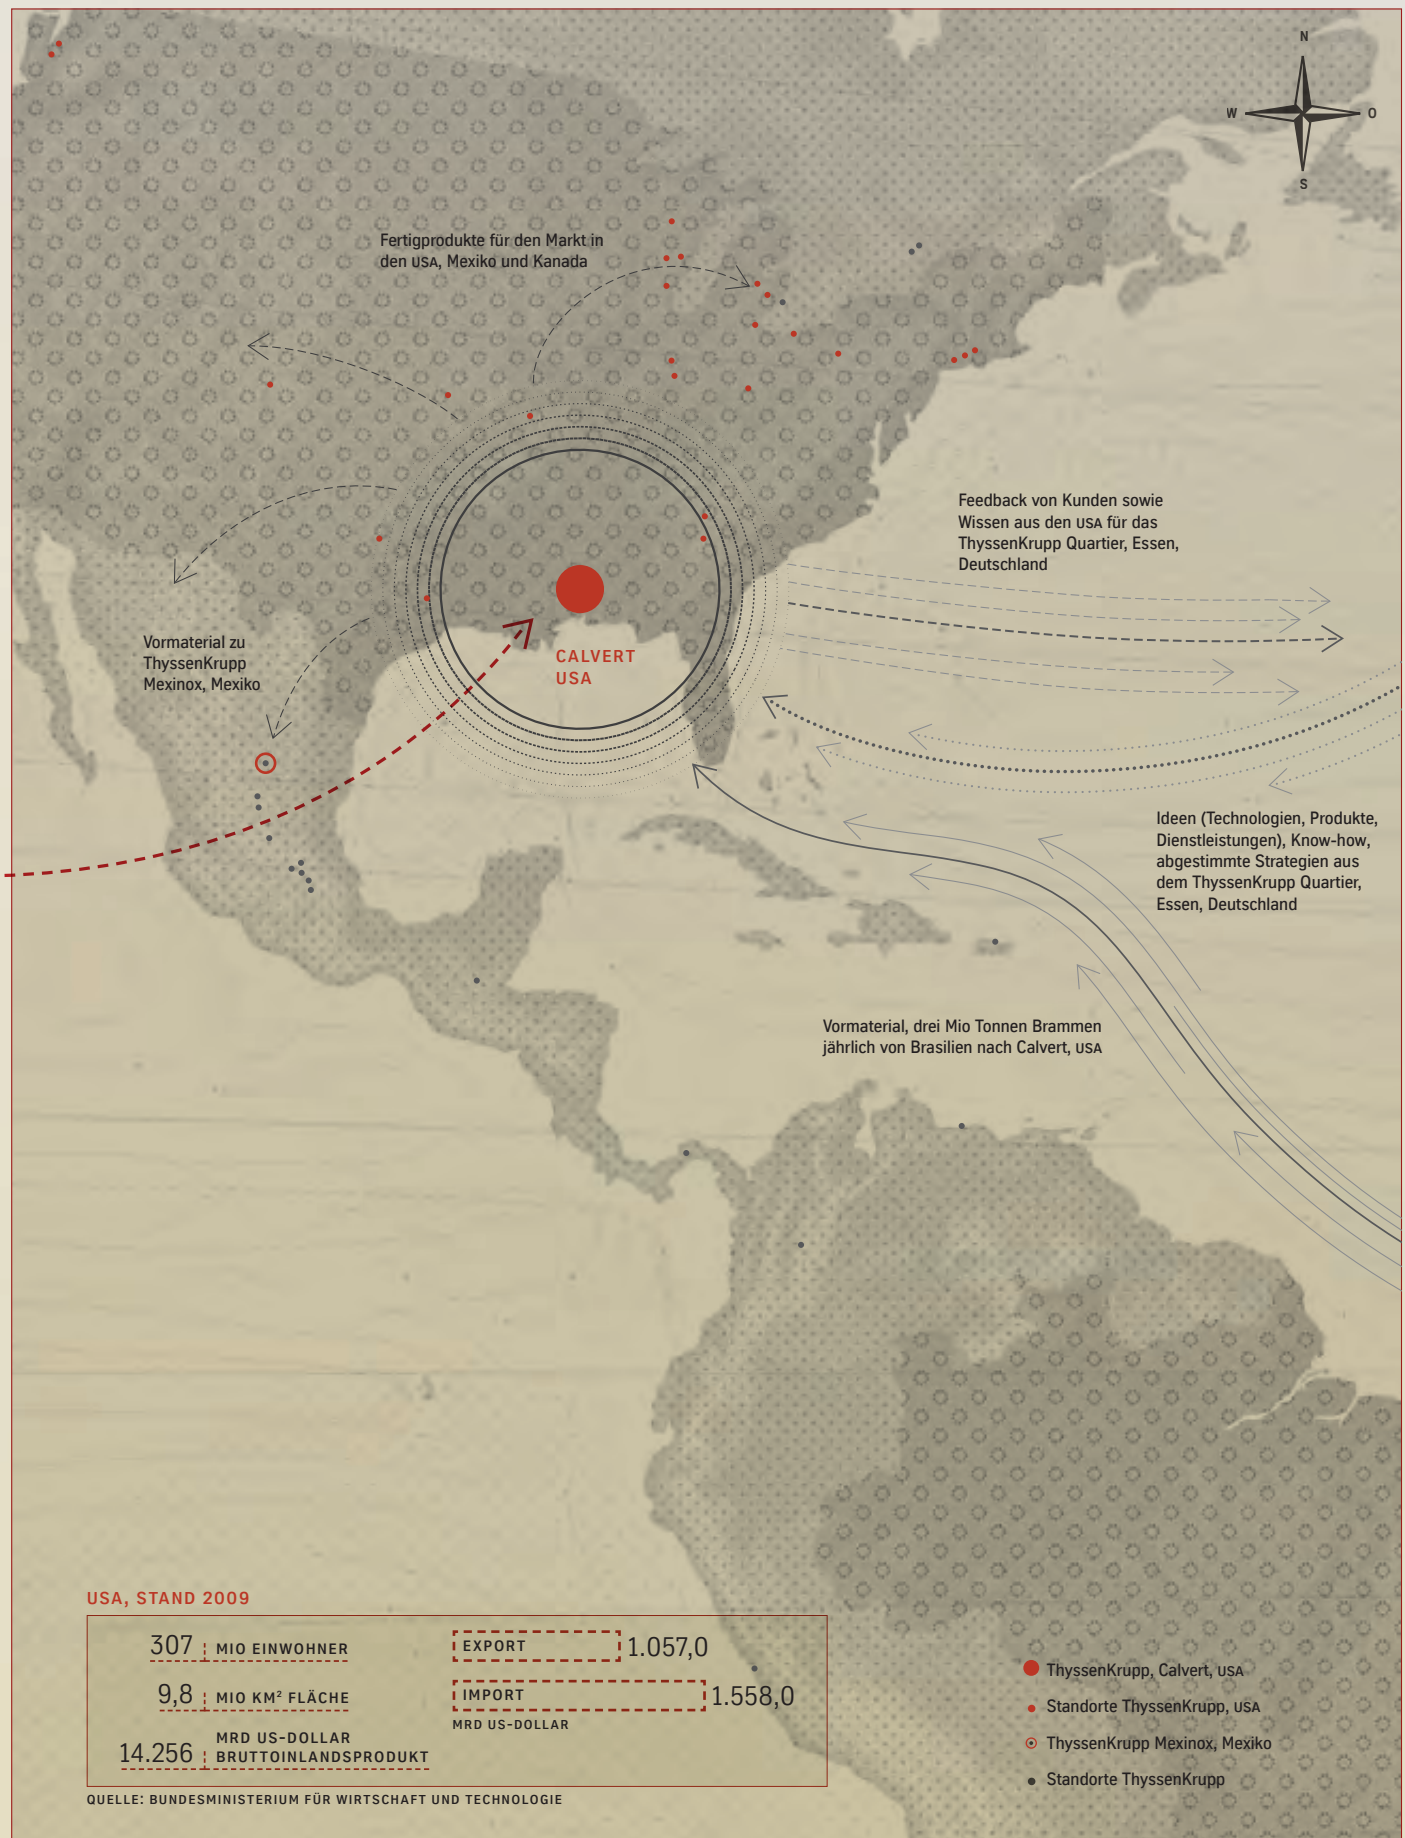 N
W
O
S
Fertigprodukte für den Markt in
den USA, Mexiko und Kanada
Feedback von Kunden sowie
Wissen aus den USA für das
ThyssenKrupp Quartier, Essen,
Deutschland
Vormaterial zu
ThyssenKrupp
Mexinox, Mexiko
CALVERT
USA
Ideen (Technologien, Produkte,
Dienstleistungen), Know-how,
abgestimmte Strategien aus
dem ThyssenKrupp Quartier,
Essen, Deutschland
Vormaterial, drei Mio Tonnen Brammen
jährlich von Brasilien nach Calvert, USA
USA, STAND 2009
307 MIO EINWOHNER
9,8 MIO KM² FLÄCHE
MRD US-DOLLAR
14.256 BRUTTOINLANDSPRODUKT
EXPORT 1.057,0
IMPORT 1.558,0
MRD US-DOLLAR
QUELLE: BUNDESMINISTERIUM FÜR WIRTSCHAFT UND TECHNOLOGIE
ThyssenKrupp, Calvert, USA
Standorte ThyssenKrupp, USA
ThyssenKrupp Mexinox, Mexiko
Standorte ThyssenKrupp